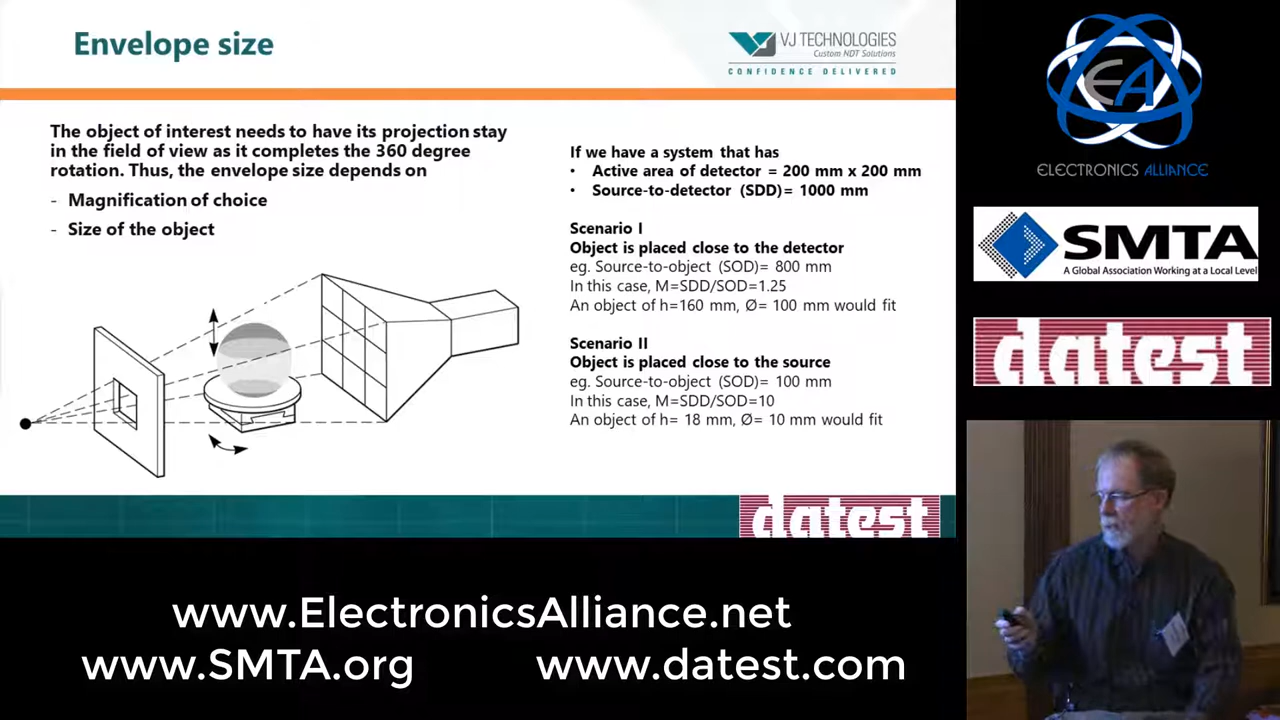 Envelope size
VJ TECHNOLOGIES
Custom NDT Solutions
CONFIDENCE DELIVERED
The object of interest needs to have its projection stay
in the field of view as it completes the 360 degree
rotation. Thus, the envelope size depends on
- Magnification of choice
- Size of the object
If we have a system that has
• Active area of detector = 200 mm x 200 mm
• Source-to-detector (SDD)= 1000 mm
Scenario I
Object is placed close to the detector
eg. Source-to-object (SOD)= 800 mm
In this case, M=SDD/SOD=1.25
An object of h=160 mm, Ø= 100 mm would fit
Scenario II
Object is placed close to the source
eg. Source-to-object (SOD)= 100 mm
In this case, M=SDD/SOD=10
An object of h= 18 mm, Ø= 10 mm would fit
datest
EA
ELECTRONICS ALLIANCE
SMTA
A Global Association Working at a Local Level
datest
www.ElectronicsAlliance.net
www.SMTA.org
www.datest.com